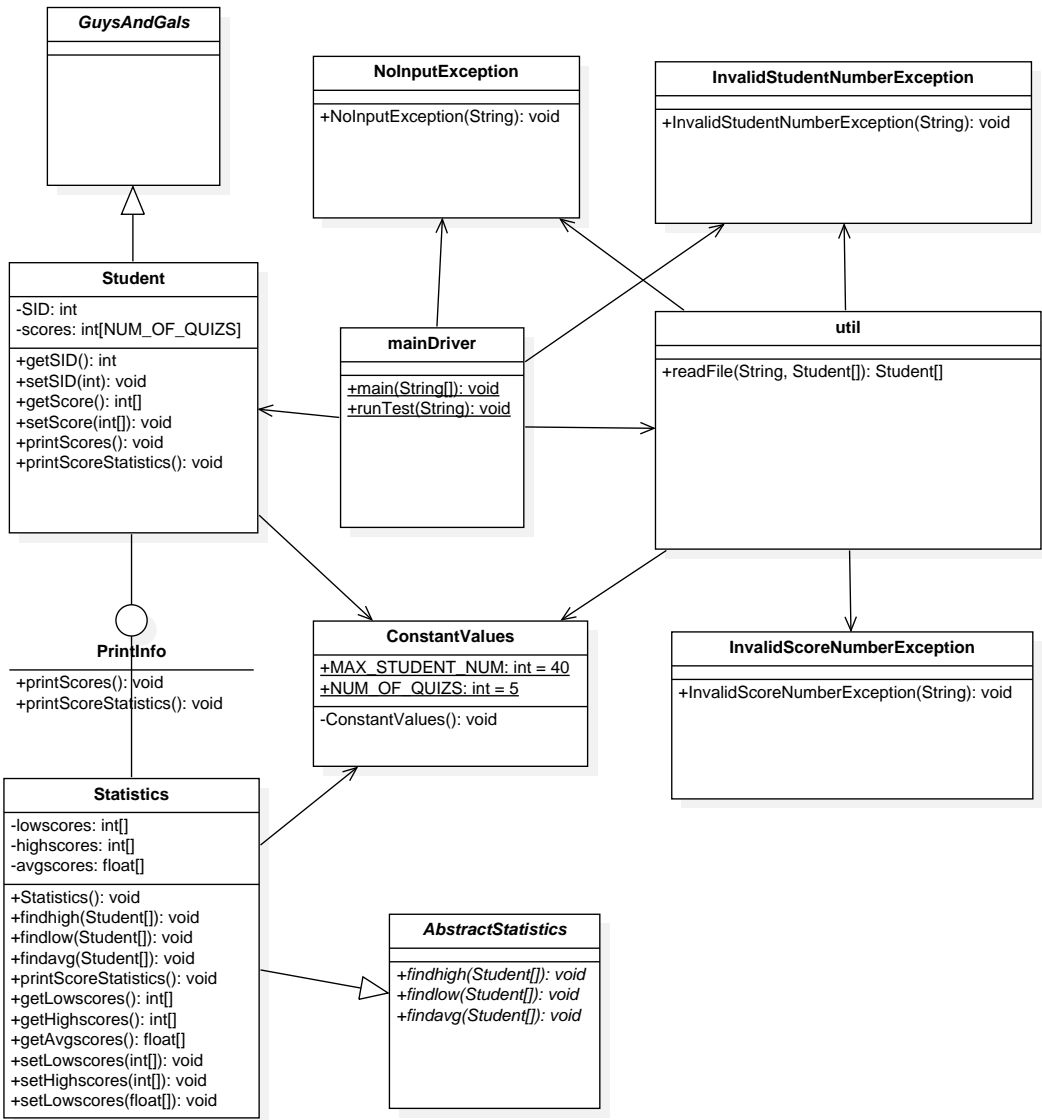 GuysAndGals
NoInputException
+NoInputException(String): void
InvalidStudentNumberException
+InvalidStudentNumberException(String): void
Student
-SID: int
-scores: int[NUM_OF_QUIZS]
+getSID(): int
+setSID(int): void
+getScore(): int[]
+setScore(int[]): void
+printScores(): void
+printScoreStatistics(): void
mainDriver
+main(String[]): void
+runTest(String): void
util
+readFile(String, Student[]): Student[]
PrintInfo
+printScores(): void
+printScoreStatistics(): void
ConstantValues
+MAX_STUDENT_NUM: int = 40
+NUM_OF_QUIZS: int = 5
-ConstantValues(): void
InvalidScoreNumberException
+InvalidScoreNumberException(String): void
Statistics
-lowscores: int[]
-highscores: int[]
-avgscores: float[]
+Statistics(): void
+findhigh(Student[]): void
+findlow(Student[]): void
+findavg(Student[]): void
+printScoreStatistics(): void
+getLowscores(): int[]
+getHighscores(): int[]
+getAvgscores(): float[]
+setLowscores(int[]): void
+setHighscores(int[]): void
+setLowscores(float[]): void
AbstractStatistics
+findhigh(Student[]): void
+findlow(Student[]): void
+findavg(Student[]): void